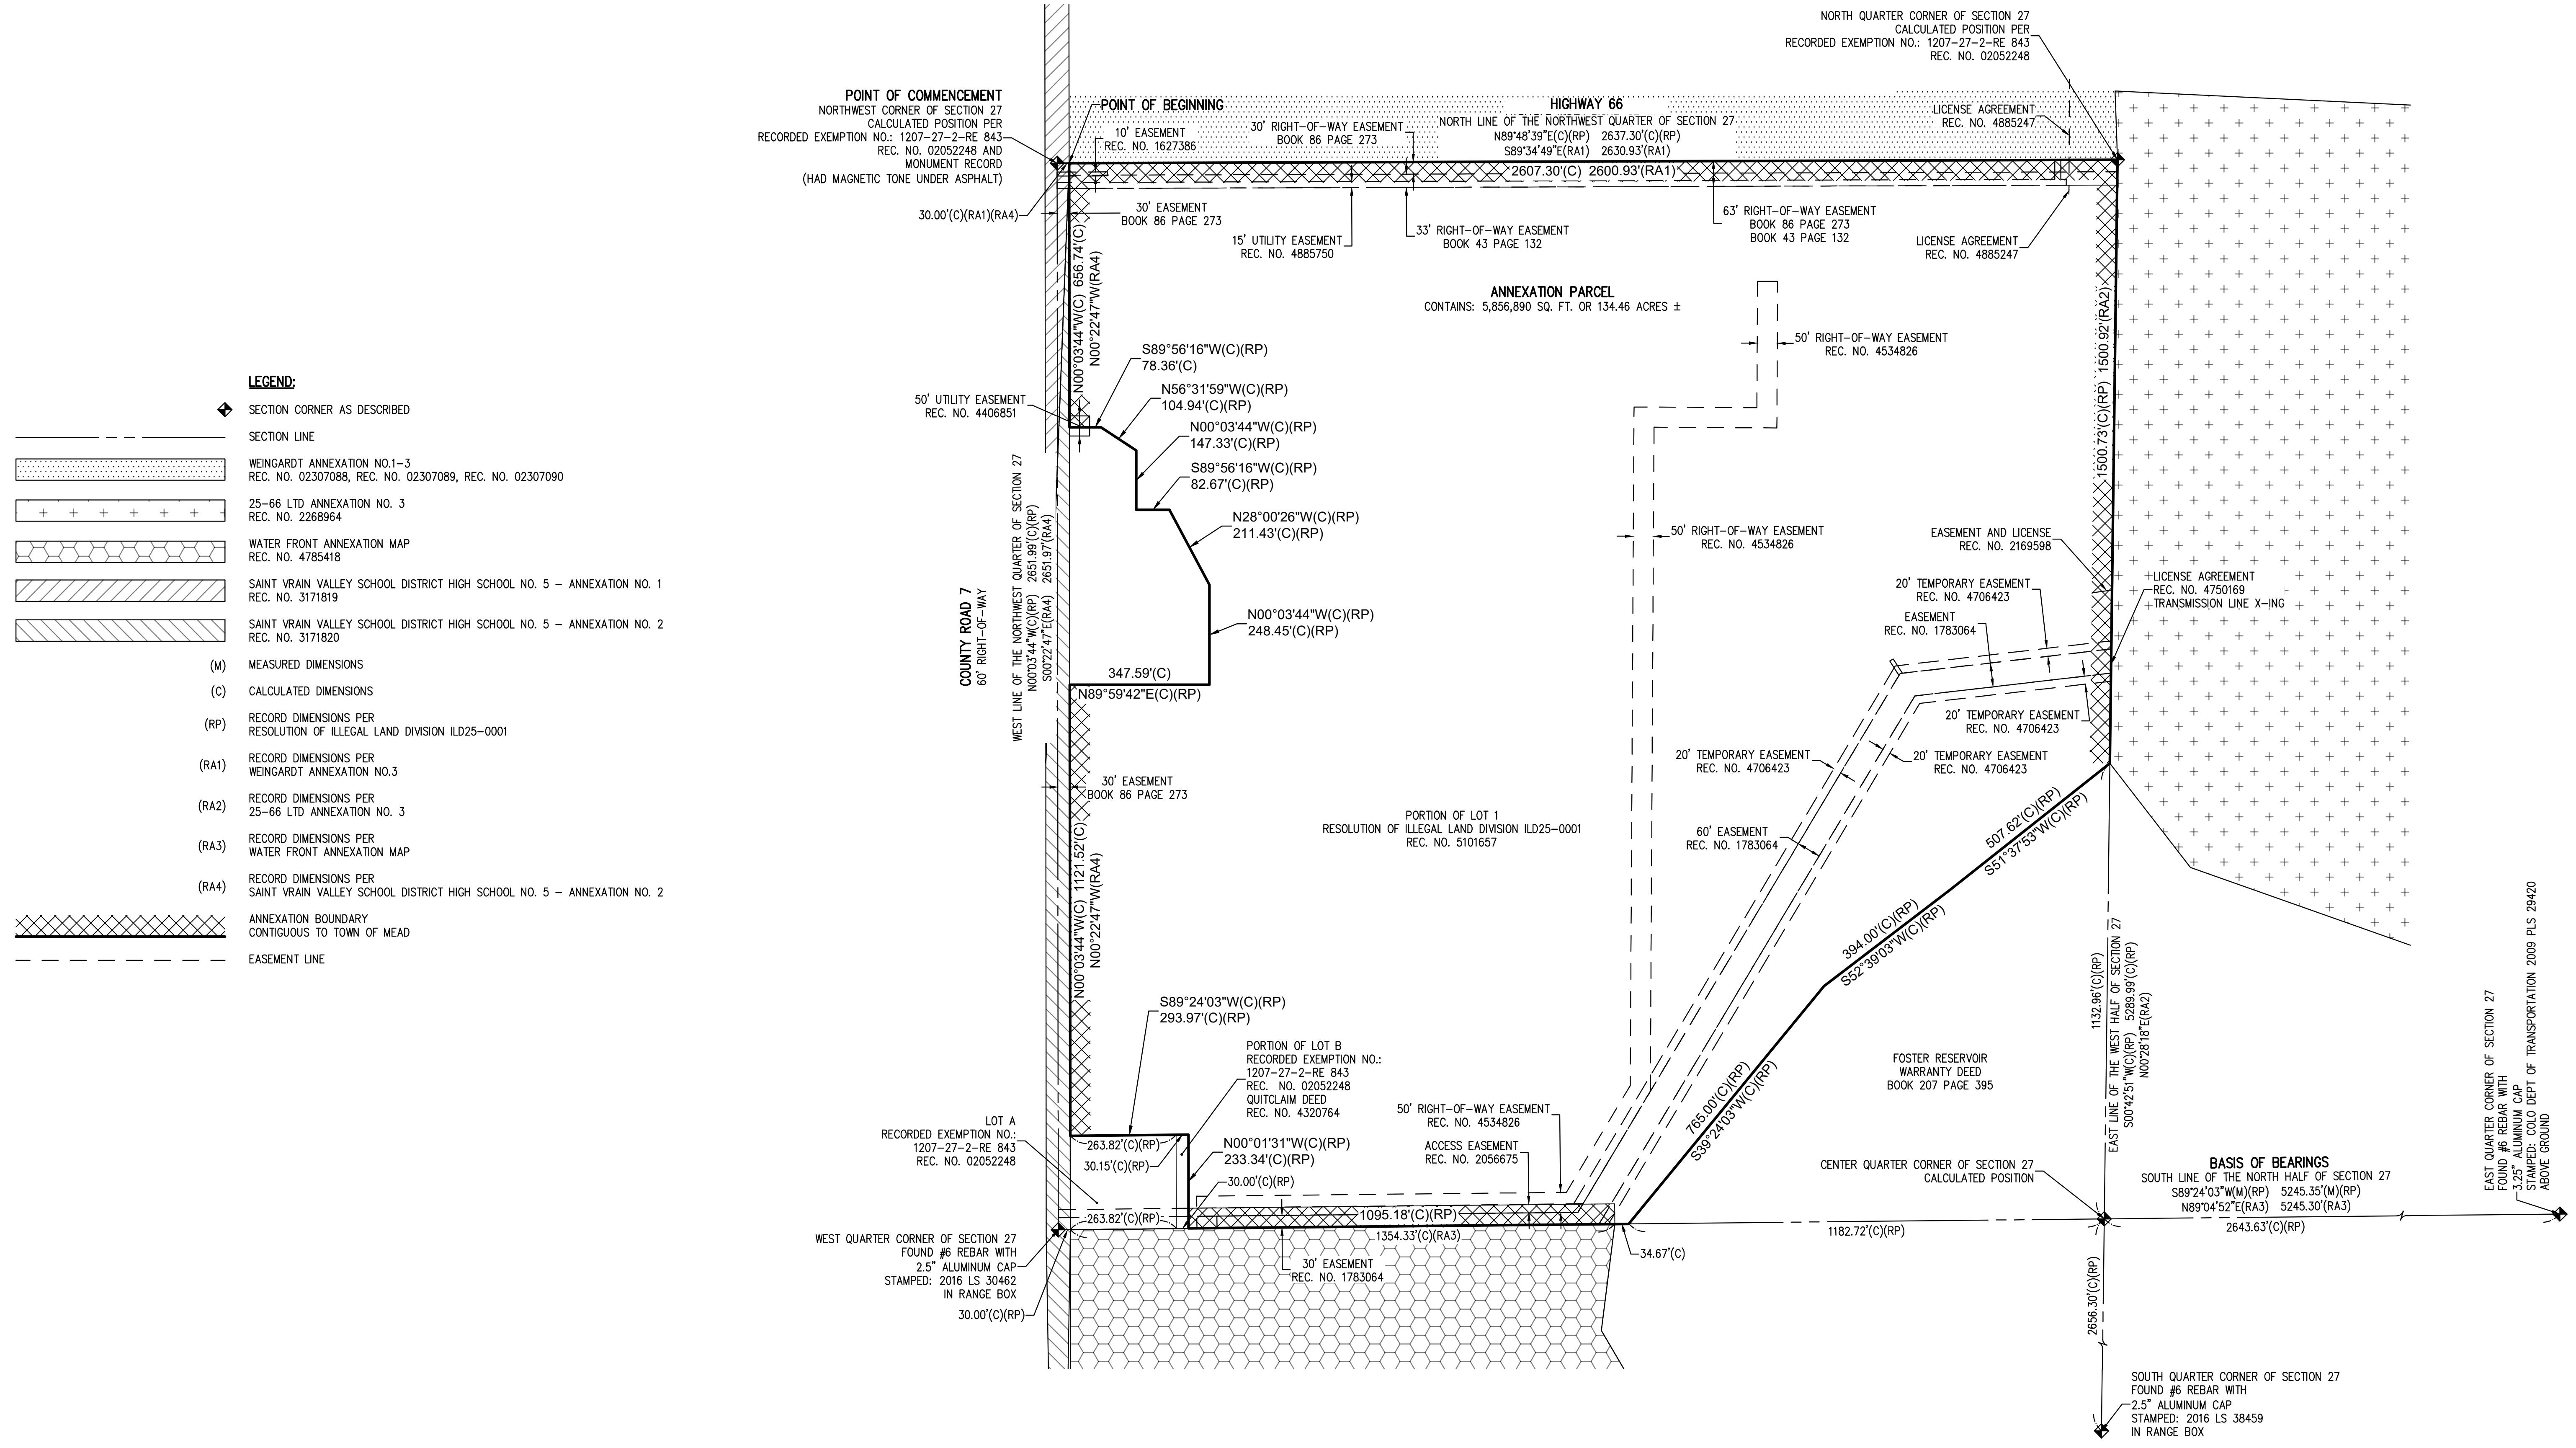 NORTH QUARTER CORNER OF SECTION 27
CALCULATED POSITION PER
RECORDED EXEMPTION NO.: 1207-27-2-RE 843
REC. NO. 02052248
POINT OF COMMENCEMENT
NORTHWEST CORNER OF SECTION 27
CALCULATED POSITION PER
RECORDED EXEMPTION NO.: 1207-27-2-RE 843
REC. NO. 02052248 AND
MONUMENT RECORD
(HAD MAGNETIC TONE UNDER ASPHALT)
POINT OF BEGINNING
10' EASEMENT
REC. NO. 1627386
30' RIGHT-OF-WAY EASEMENT
BOOK 86 PAGE 273
HIGHWAY 66
NORTH LINE OF THE NORTHWEST QUARTER OF SECTION 27
N89°48'39"E(C)(RP) 2637.30'(C)(RP)
S89°34'49"E(RA1) 2630.93'(RA1)
LICENSE AGREEMENT
REC. NO. 4885247
2607.30'(C) 2600.93'(RA1)
30.00'(C)(RA1)(RA4)
30' EASEMENT
BOOK 86 PAGE 273
15' UTILITY EASEMENT
REC. NO. 4885750
33' RIGHT-OF-WAY EASEMENT
BOOK 43 PAGE 132
63' RIGHT-OF-WAY EASEMENT
BOOK 86 PAGE 273
BOOK 43 PAGE 132
LICENSE AGREEMENT
REC. NO. 4885247
N00°03'44"W(C) 656.74'(C)
N00°22'47"W(RA4)
ANNEXATION PARCEL
CONTAINS: 5,856,890 SQ. FT. OR 134.46 ACRES ±
1500.73'(C)(RP) 1500.92'(RA2)
50' RIGHT-OF-WAY EASEMENT
REC. NO. 4534826
S89°56'16"W(C)(RP)
78.36'(C)
N56°31'59"W(C)(RP)
104.94'(C)(RP)
50' UTILITY EASEMENT
REC. NO. 4406851
N00°03'44"W(C)(RP)
147.33'(C)(RP)
S89°56'16"W(C)(RP)
82.67'(C)(RP)
N28°00'26"W(C)(RP)
211.43'(C)(RP)
50' RIGHT-OF-WAY EASEMENT
REC. NO. 4534826
EASEMENT AND LICENSE
REC. NO. 2169598
20' TEMPORARY EASEMENT
REC. NO. 4706423
EASEMENT
REC. NO. 1783064
LICENSE AGREEMENT
REC. NO. 4750169
TRANSMISSION LINE X-ING
COUNTY ROAD 7
60' RIGHT-OF-WAY
WEST LINE OF THE NORTHWEST QUARTER OF SECTION 27
N00°03'44"W(C)(RP) 2651.99'(C)(RP)
S00°22'47"E(RA4) 2651.97'(RA4)
N00°03'44"W(C)(RP)
248.45'(C)(RP)
347.59'(C)
N89°59'42"E(C)(RP)
20' TEMPORARY EASEMENT
REC. NO. 4706423
20' TEMPORARY EASEMENT
REC. NO. 4706423
20' TEMPORARY EASEMENT
REC. NO. 4706423
30' EASEMENT
BOOK 86 PAGE 273
PORTION OF LOT 1
RESOLUTION OF ILLEGAL LAND DIVISION ILD25-0001
REC. NO. 5101657
60' EASEMENT
REC. NO. 1783064
507.62'(C)(RP)
S51°37'53"W(C)(RP)
394.00'(C)(RP)
S52°39'03"W(C)(RP)
N00°03'44"W(C) 1121.52'(C)
N00°22'47"W(RA4)
1132.96'(C)(RP)
EAST LINE OF THE WEST HALF OF SECTION 27
S00°42'51"W(C)(RP) 5289.99'(C)(RP)
N00°28'18"E(RA2)
S89°24'03"W(C)(RP)
293.97'(C)(RP)
PORTION OF LOT B
RECORDED EXEMPTION NO.:
1207-27-2-RE 843
REC. NO. 02052248
QUITCLAIM DEED
REC. NO. 4320764
FOSTER RESERVOIR
WARRANTY DEED
BOOK 207 PAGE 395
765.00'(C)(RP)
S39°24'03"W(C)(RP)
LOT A
RECORDED EXEMPTION NO.:
1207-27-2-RE 843
REC. NO. 02052248
263.82'(C)(RP)
30.15'(C)(RP)
N00°01'31"W(C)(RP)
233.34'(C)(RP)
30.00'(C)(RP)
50' RIGHT-OF-WAY EASEMENT
REC. NO. 4534826
ACCESS EASEMENT
REC. NO. 2056675
263.82'(C)(RP)
1095.18'(C)(RP)
1354.33'(C)(RA3)
34.67'(C)
30' EASEMENT
REC. NO. 1783064
WEST QUARTER CORNER OF SECTION 27
FOUND #6 REBAR WITH
2.5" ALUMINUM CAP
STAMPED: 2016 LS 30462
IN RANGE BOX
30.00'(C)(RP)
CENTER QUARTER CORNER OF SECTION 27
CALCULATED POSITION
1182.72'(C)(RP)
BASIS OF BEARINGS
SOUTH LINE OF THE NORTH HALF OF SECTION 27
S89°24'03"W(M)(RP) 5245.35'(M)(RP)
N89°04'52"E(RA3) 5245.30'(RA3)
2643.63'(C)(RP)
EAST QUARTER CORNER OF SECTION 27
FOUND #6 REBAR WITH
3.25" ALUMINUM CAP
STAMPED: COLO DEPT OF TRANSPORTATION 2009 PLS 29420
ABOVE GROUND
2656.30'(C)(RP)
SOUTH QUARTER CORNER OF SECTION 27
FOUND #6 REBAR WITH
2.5" ALUMINUM CAP
STAMPED: 2016 LS 38459
IN RANGE BOX
LEGEND:
SECTION CORNER AS DESCRIBED
SECTION LINE
WEINGARDT ANNEXATION NO.1-3
REC. NO. 02307088, REC. NO. 02307089, REC. NO. 02307090
25-66 LTD ANNEXATION NO. 3
REC. NO. 2268964
WATER FRONT ANNEXATION MAP
REC. NO. 4785418
SAINT VRAIN VALLEY SCHOOL DISTRICT HIGH SCHOOL NO. 5 - ANNEXATION NO. 1
REC. NO. 3171819
SAINT VRAIN VALLEY SCHOOL DISTRICT HIGH SCHOOL NO. 5 - ANNEXATION NO. 2
REC. NO. 3171820
(M) MEASURED DIMENSIONS
(C) CALCULATED DIMENSIONS
(RP) RECORD DIMENSIONS PER
RESOLUTION OF ILLEGAL LAND DIVISION ILD25-0001
(RA1) RECORD DIMENSIONS PER
WEINGARDT ANNEXATION NO.3
(RA2) RECORD DIMENSIONS PER
25-66 LTD ANNEXATION NO. 3
(RA3) RECORD DIMENSIONS PER
WATER FRONT ANNEXATION MAP
(RA4) RECORD DIMENSIONS PER
SAINT VRAIN VALLEY SCHOOL DISTRICT HIGH SCHOOL NO. 5 - ANNEXATION NO. 2
ANNEXATION BOUNDARY
CONTIGUOUS TO TOWN OF MEAD
EASEMENT LINE